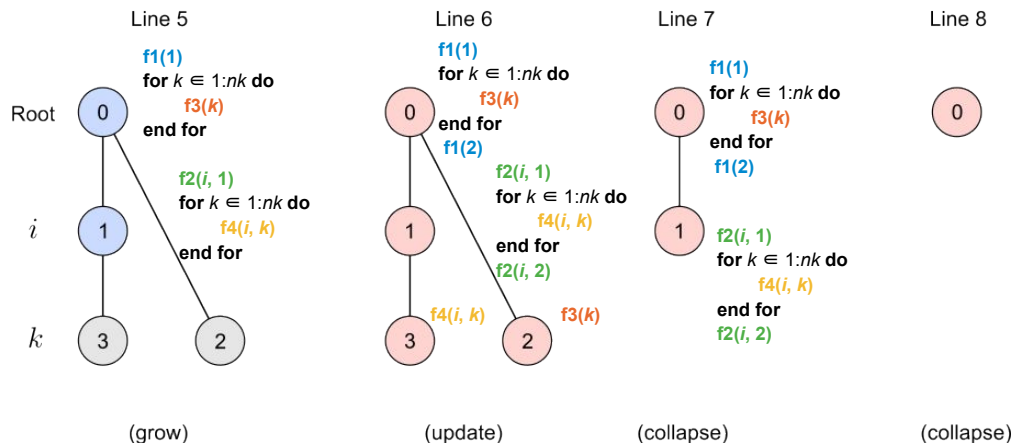 Line 5
f1(1)
for k ∈ 1:nk do
f3(k)
end for
Root
0
f2(i, 1)
for k ∈ 1:nk do
f4(i, k)
end for
i
1
k
3
2
(grow)
Line 6
f1(1)
for k ∈ 1:nk do
f3(k)
end for
f1(2)
0
f2(i, 1)
for k ∈ 1:nk do
f4(i, k)
end for
f2(i, 2)
1
f4(i, k)
3
f3(k)
2
(update)
Line 7
f1(1)
for k ∈ 1:nk do
f3(k)
end for
f1(2)
0
1
f2(i, 1)
for k ∈ 1:nk do
f4(i, k)
end for
f2(i, 2)
(collapse)
Line 8
0
(collapse)